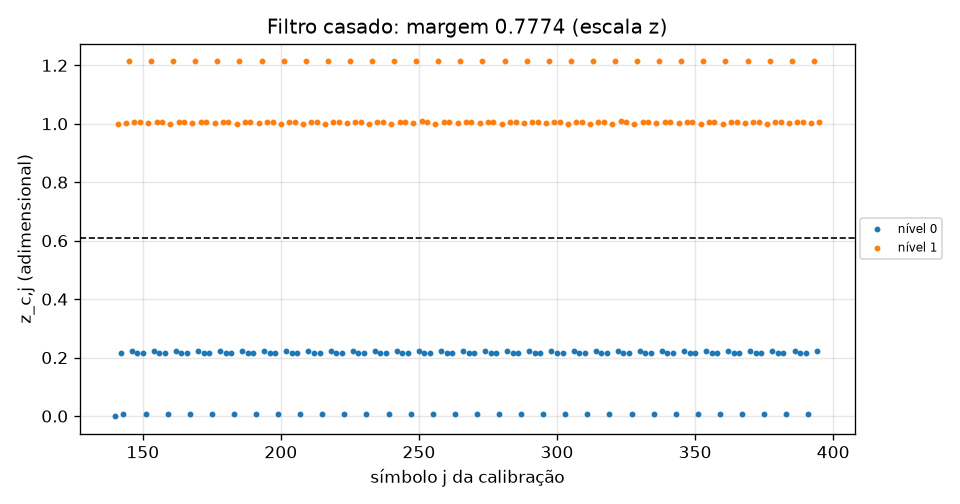 Filtro casado: margem 0.7774 (escala z)
z_c,j (adimensional)
1.2
1.0
0.8
0.6
0.4
0.2
0.0
150
200
250
300
350
400
símbolo j da calibração
nível 0
nível 1